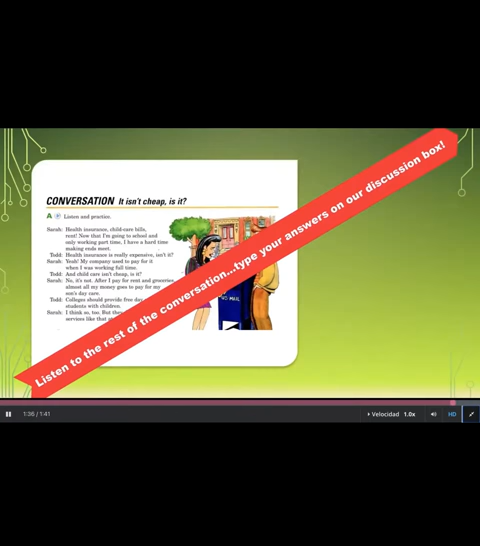 CONVERSATION It isn't cheap, is it?
A Listen and practice.
Sarah: Health insurance, child-care bills,
rent! Now that I'm going to school and
only working part time, I have a hard time
making ends meet.
Todd: Health insurance is really expensive, isn't it?
Sarah: Yeah! My company used to pay for it
when I was working full time.
Todd: And child care isn't cheap, is it?
Sarah: No, it's not. After I pay for rent and groceries,
almost all my money goes to pay for my
son's day care.
Todd: Colleges should provide free day
students with children.
Sarah: I think so, too. But
services like that
NO MAIL
Listen to the rest of the conversation...type your answers on our discussion box!
1:36 / 1:41
Velocidad 1.0x
HD